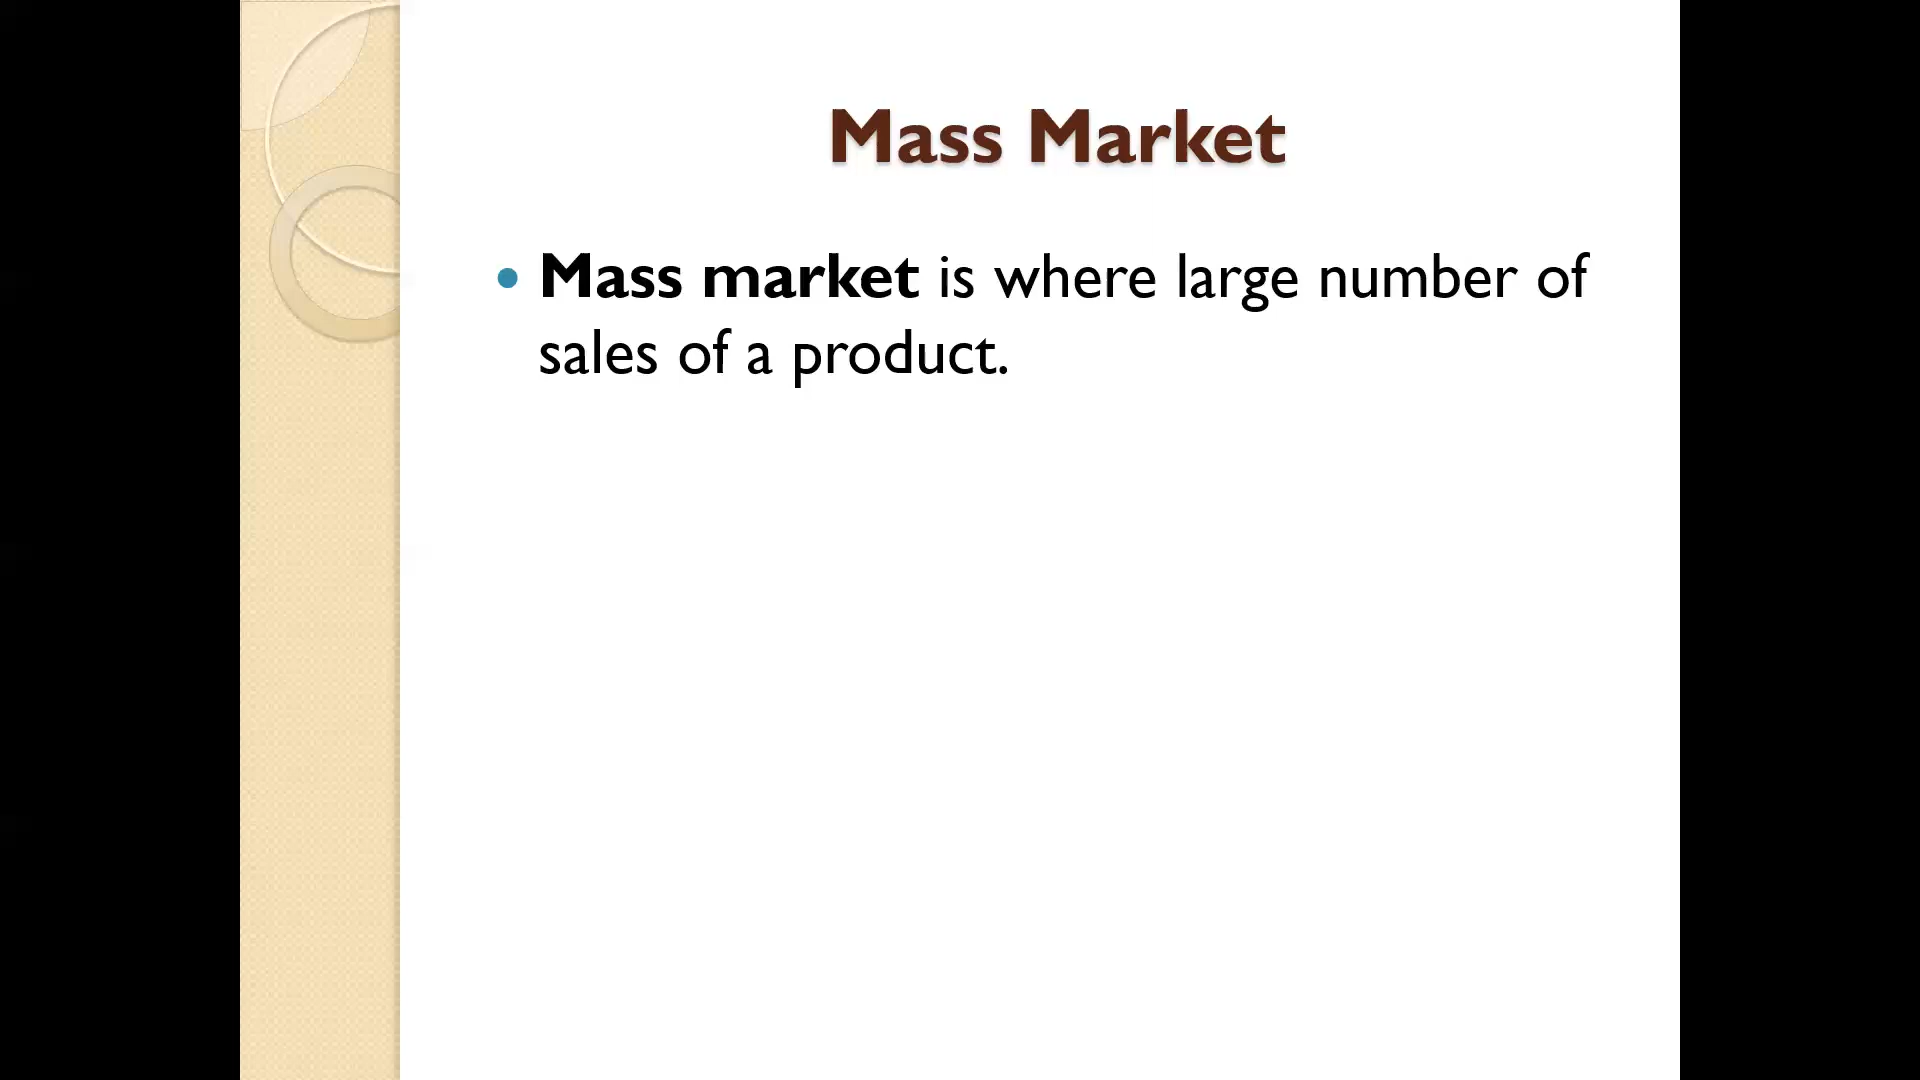 Mass Market
Mass market is where large number of
sales of a product.